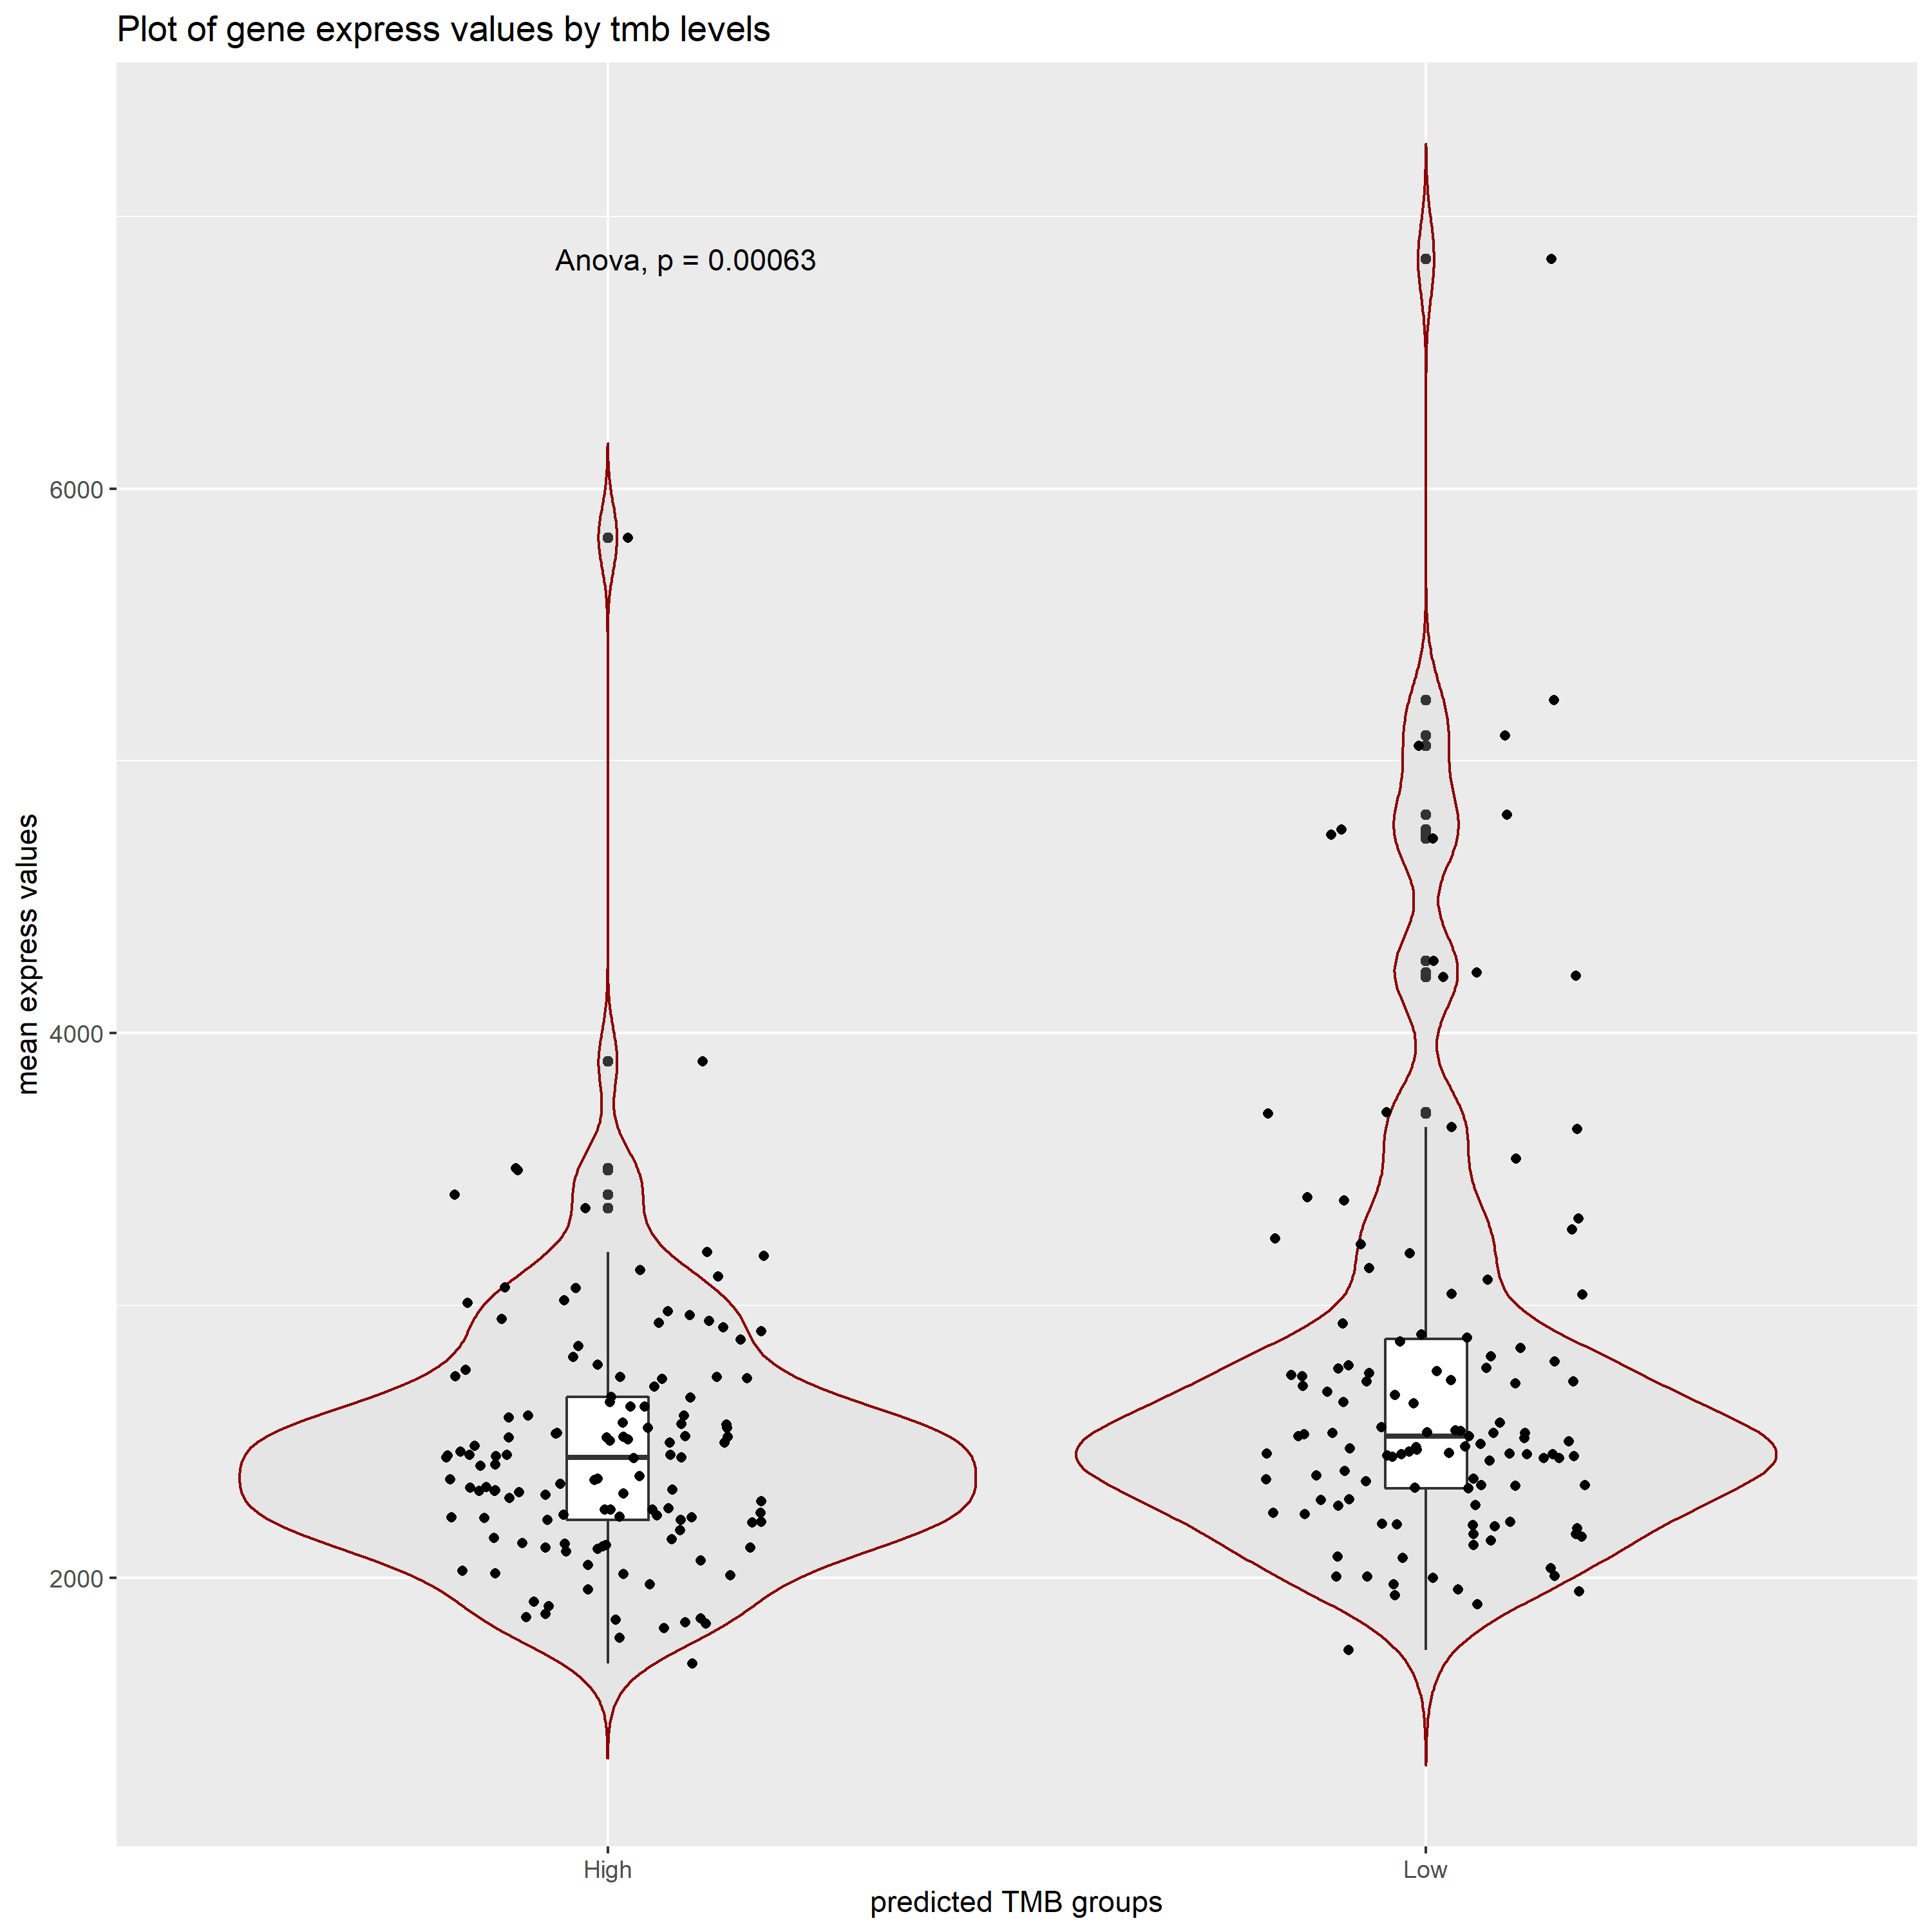 Plot of gene express values by tmb levels
Anova, p = 0.00063
6000
4000
2000
mean express values
High
Low
predicted TMB groups